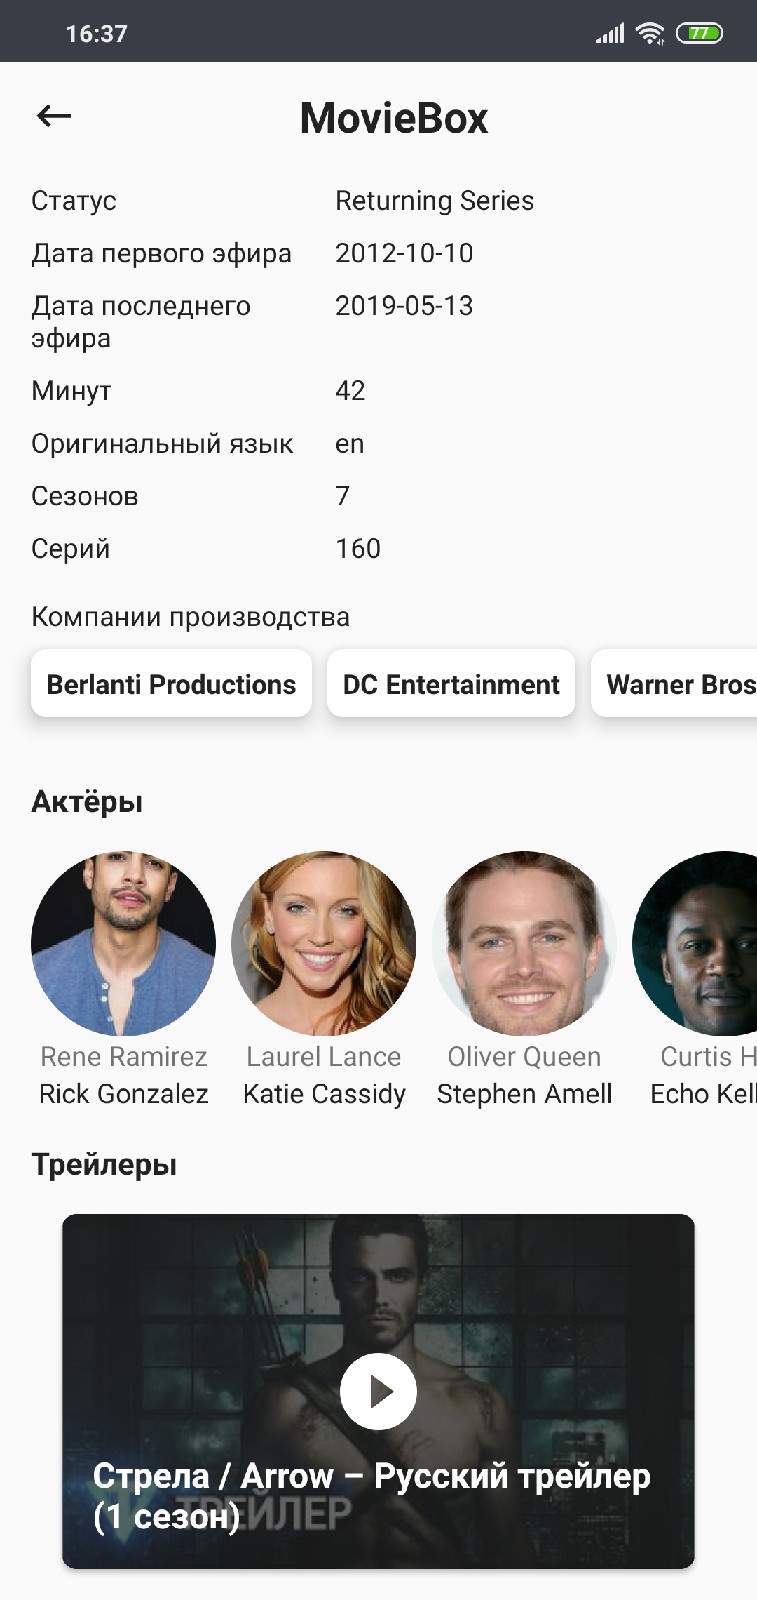 16:37
77
MovieBox
Статус Returning Series
Дата первого эфира 2012-10-10
Дата последнего 2019-05-13
эфира
Минут 42
Оригинальный язык en
Сезонов 7
Серий 160
Компании производства
Berlanti Productions DC Entertainment Warner Bros
Актёры
Rene Ramirez Laurel Lance Oliver Queen Curtis H
Rick Gonzalez Katie Cassidy Stephen Amell Echo Kell
Трейлеры
Стрела / Arrow – Русский трейлер
(1 сезон)
ТРЕЙЛЕР